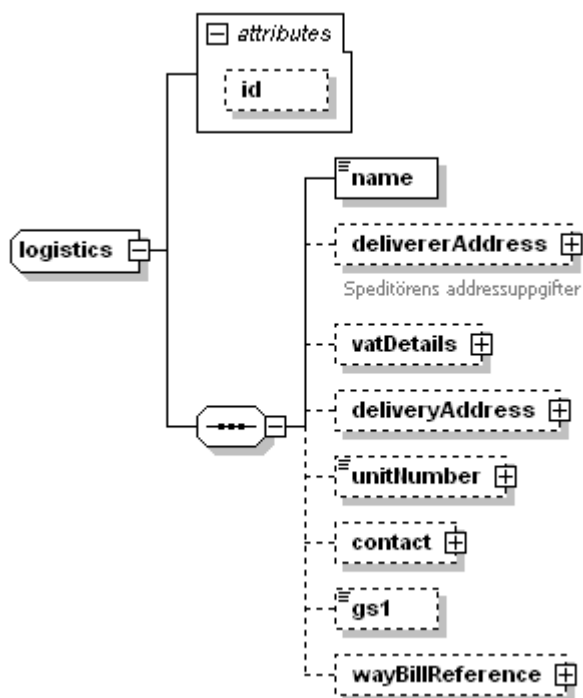 attributes
id
name
logistics
delivererAddress
Speditörens addressuppgifter
vatDetails
deliveryAddress
unitNumber
contact
gs1
wayBillReference